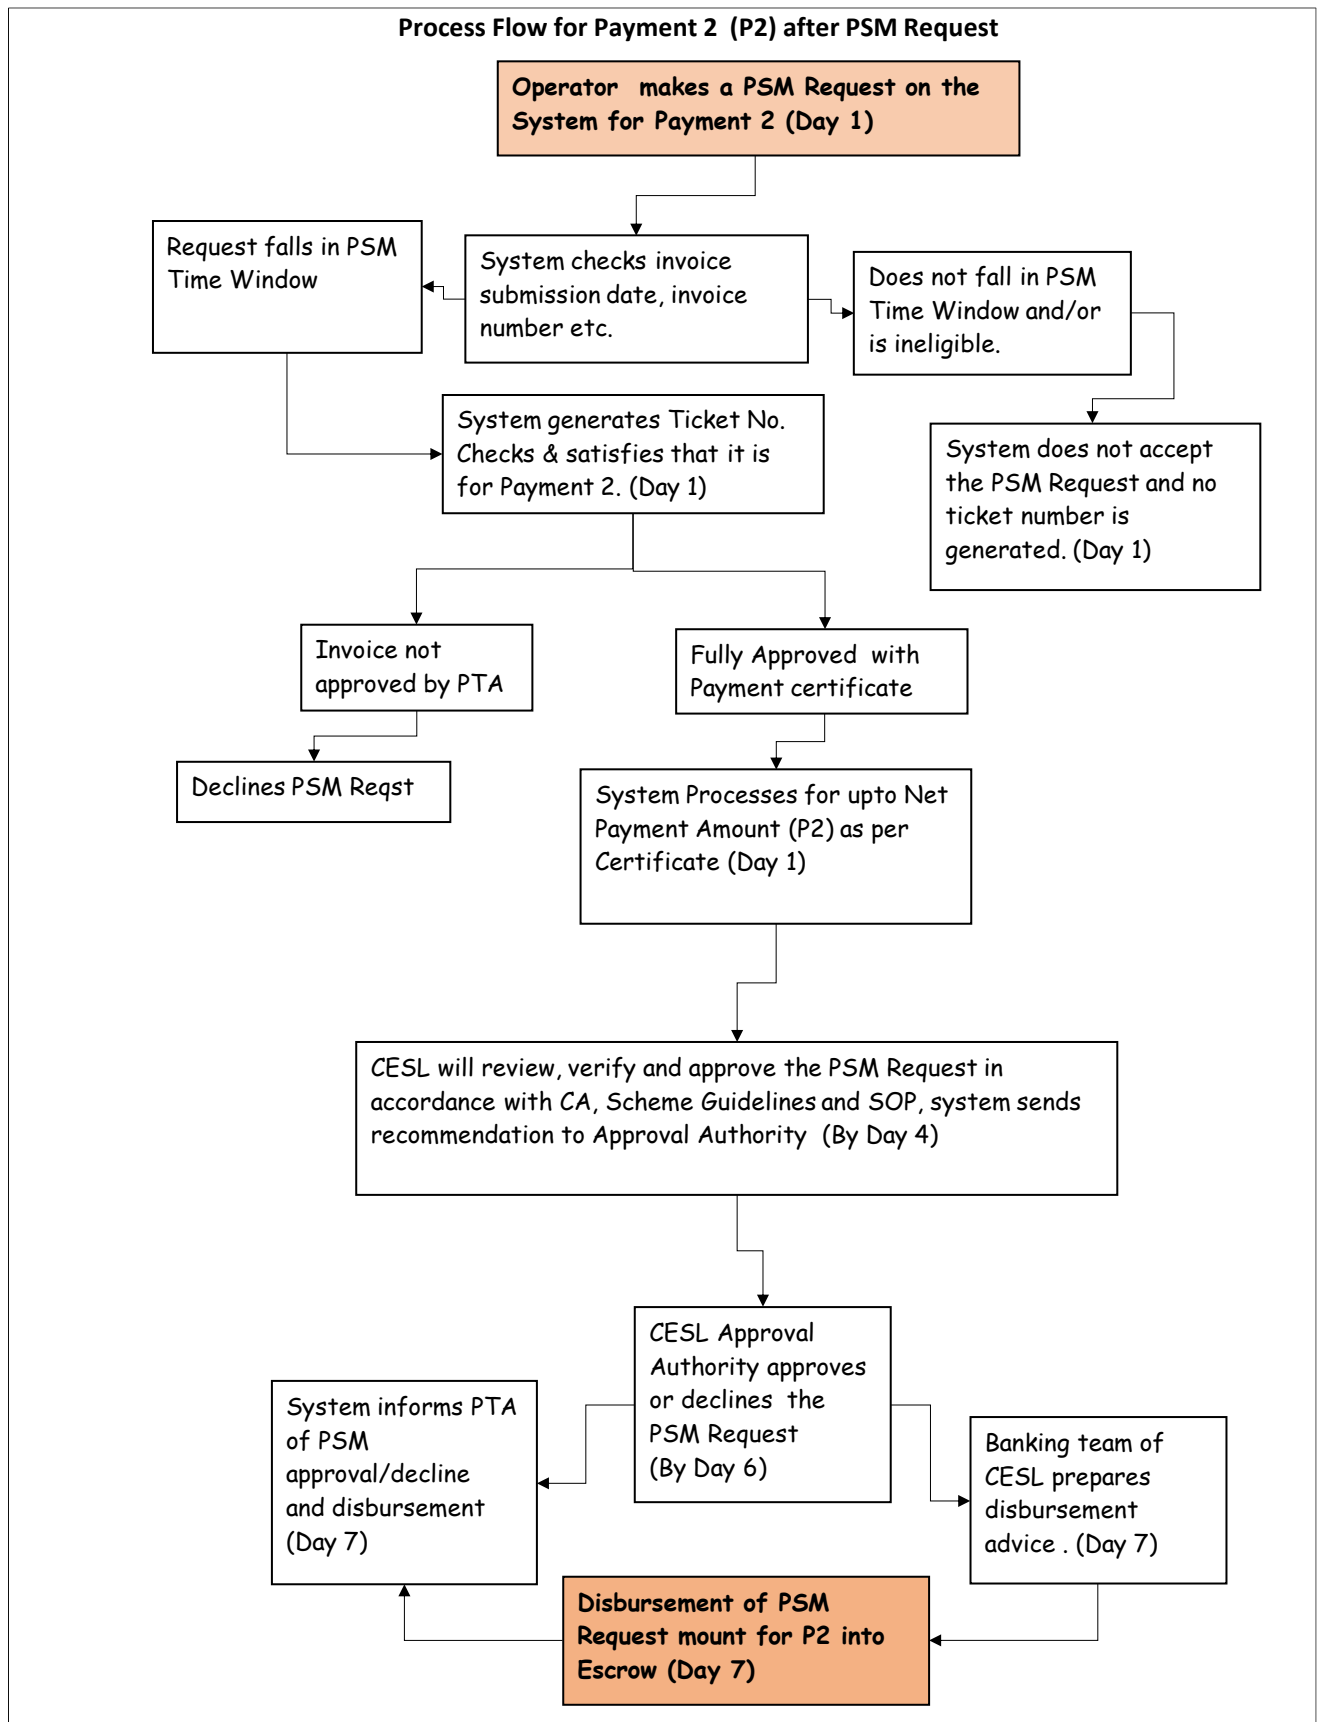 Process Flow for Payment 2 (P2) after PSM Request
Operator makes a PSM Request on the
System for Payment 2 (Day 1)
Request falls in PSM
Time Window
System checks invoice
submission date, invoice
number etc.
Does not fall in PSM
Time Window and/or
is ineligible.
System generates Ticket No.
Checks & satisfies that it is
for Payment 2. (Day 1)
System does not accept
the PSM Request and no
ticket number is
generated. (Day 1)
Invoice not
approved by PTA
Fully Approved with
Payment certificate
Declines PSM Reqst
System Processes for upto Net
Payment Amount (P2) as per
Certificate (Day 1)
CESL will review, verify and approve the PSM Request in
accordance with CA, Scheme Guidelines and SOP, system sends
recommendation to Approval Authority (By Day 4)
CESL Approval
Authority approves
or declines the
PSM Request
(By Day 6)
System informs PTA
of PSM
approval/decline
and disbursement
(Day 7)
Banking team of
CESL prepares
disbursement
advice . (Day 7)
Disbursement of PSM
Request mount for P2 into
Escrow (Day 7)